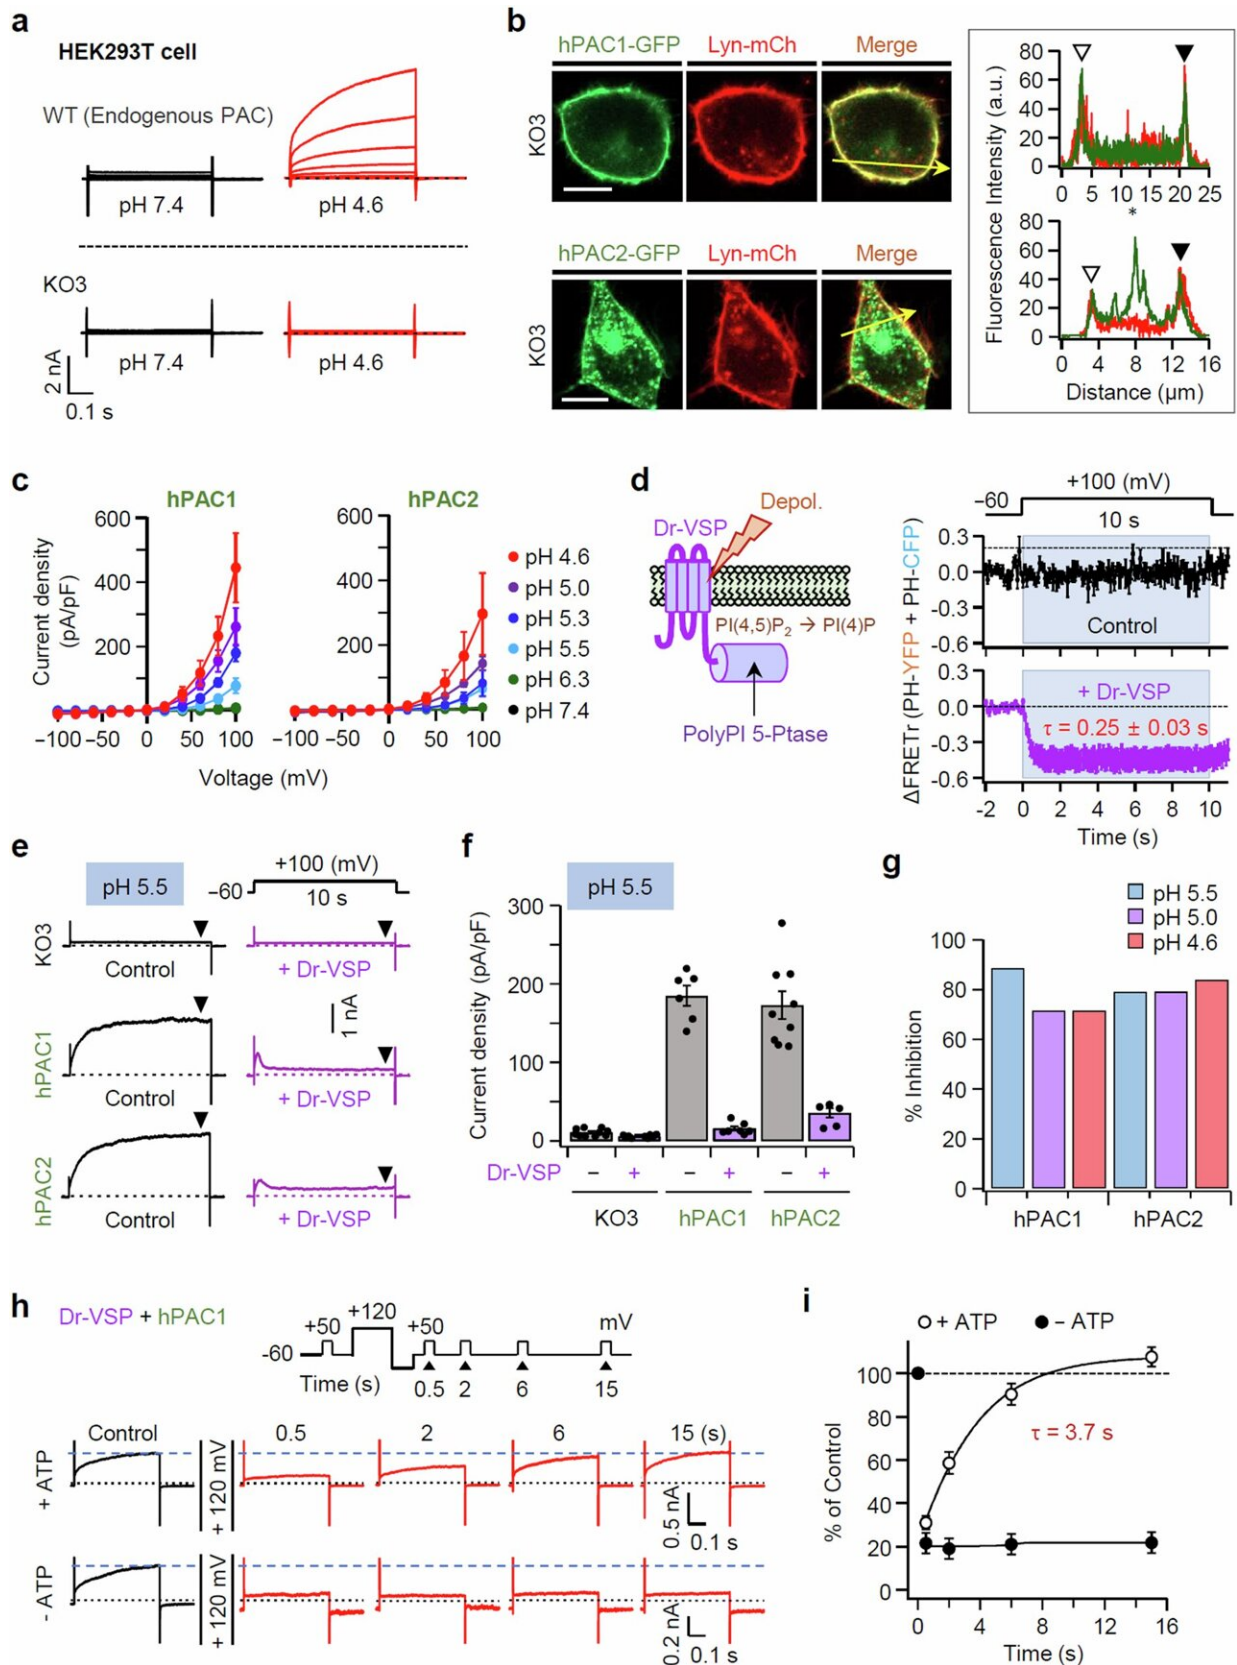 a
HEK293T cell
WT (Endogenous PAC)
pH 7.4
pH 4.6
KO3
pH 7.4
pH 4.6
2 nA
0.1 s
b
hPAC1-GFP Lyn-mCh Merge
KO3
hPAC2-GFP Lyn-mCh Merge
KO3
Fluorescence Intensity (a.u.)
80
60
40
20
0
0 5 10 15 20 25
*
80
60
40
20
0
4 8 12 16
Distance (µm)
c
hPAC1
hPAC2
Current density
(pA/pF)
600
400
200
−100 −50 0 50 100
600
400
200
−100 −50 0 50 100
Voltage (mV)
pH 4.6
pH 5.0
pH 5.3
pH 5.5
pH 6.3
pH 7.4
d
Depol.
Dr-VSP
PI(4,5)P2 → PI(4)P
PolyPI 5-Ptase
ΔFRETr (PH-YFP + PH-CFP)
+100 (mV)
−60
10 s
0.3
0.0
-0.3
-0.6
Control
0.3
0.0
-0.3
-0.6
+ Dr-VSP
τ = 0.25 ± 0.03 s
-2 0 2 4 6 8 10
Time (s)
e
pH 5.5
+100 (mV)
−60
10 s
KO3
Control
+ Dr-VSP
1 nA
hPAC1
Control
+ Dr-VSP
hPAC2
Control
+ Dr-VSP
f
pH 5.5
Current density (pA/pF)
300
200
100
0
Dr-VSP − + − + − +
KO3 hPAC1 hPAC2
g
pH 5.5
pH 5.0
pH 4.6
% Inhibition
100
80
60
40
20
0
hPAC1 hPAC2
h
Dr-VSP + hPAC1
+120
+50 +50 mV
-60
Time (s) 0.5 2 6 15
Control 0.5 2 6 15 (s)
+ ATP
+ 120 mV
0.5 nA
0.1 s
- ATP
+ 120 mV
0.2 nA
0.1 s
i
+ ATP − ATP
% of Control
100
80
60
40
20
0
τ = 3.7 s
0 4 8 12 16
Time (s)